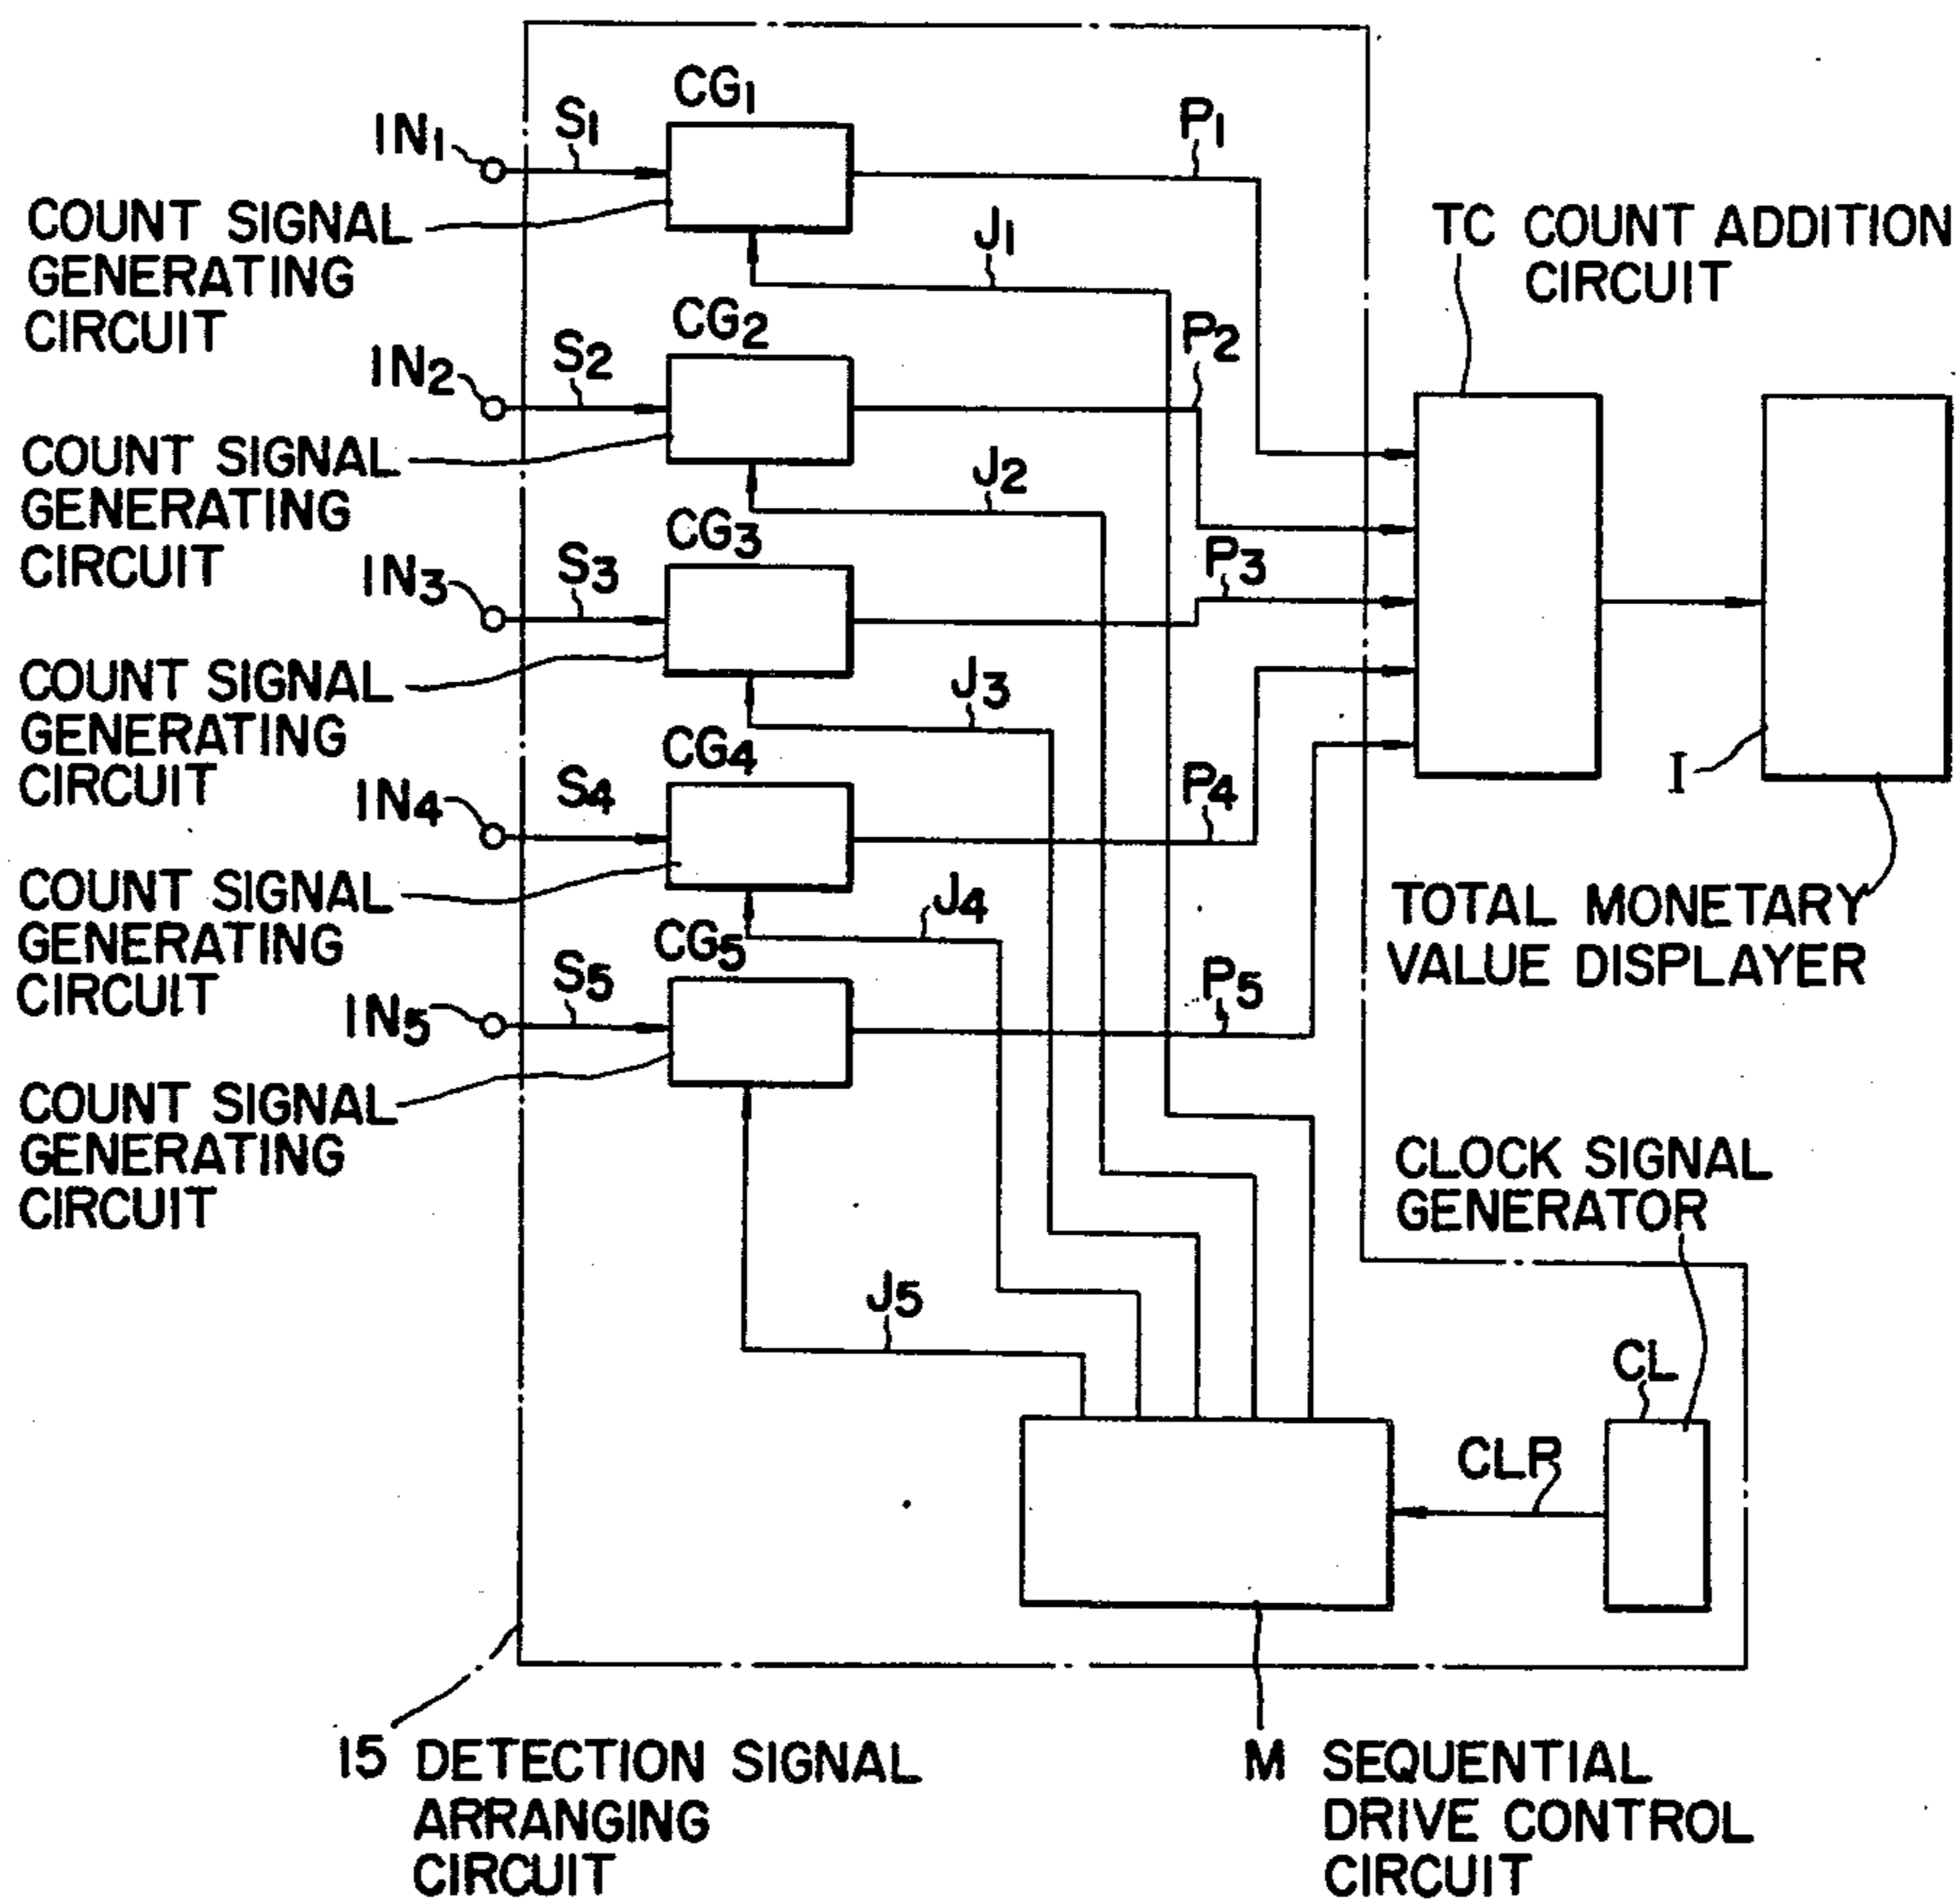 CG1
IN1
S1
P1
COUNT SIGNAL
GENERATING
CIRCUIT
J1
TC COUNT ADDITION
CIRCUIT
CG2
IN2
S2
P2
COUNT SIGNAL
GENERATING
CIRCUIT
J2
CG3
IN3
S3
P3
COUNT SIGNAL
GENERATING
CIRCUIT
J3
CG4
IN4
S4
P4
I
COUNT SIGNAL
GENERATING
CIRCUIT
J4
TOTAL MONETARY
VALUE DISPLAYER
CG5
IN5
S5
P5
COUNT SIGNAL
GENERATING
CIRCUIT
CLOCK SIGNAL
GENERATOR
J5
CL
CLP
15 DETECTION SIGNAL
ARRANGING
CIRCUIT
M SEQUENTIAL
DRIVE CONTROL
CIRCUIT